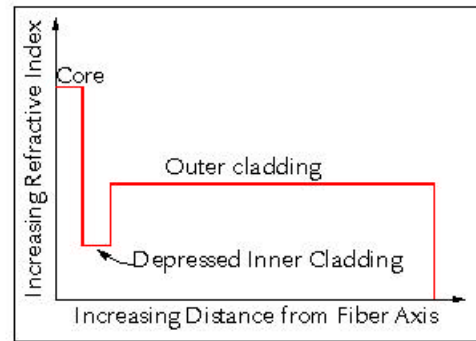 Increasing Refractive Index
Core
Outer cladding
Depressed Inner Cladding
Increasing Distance from Fiber Axis